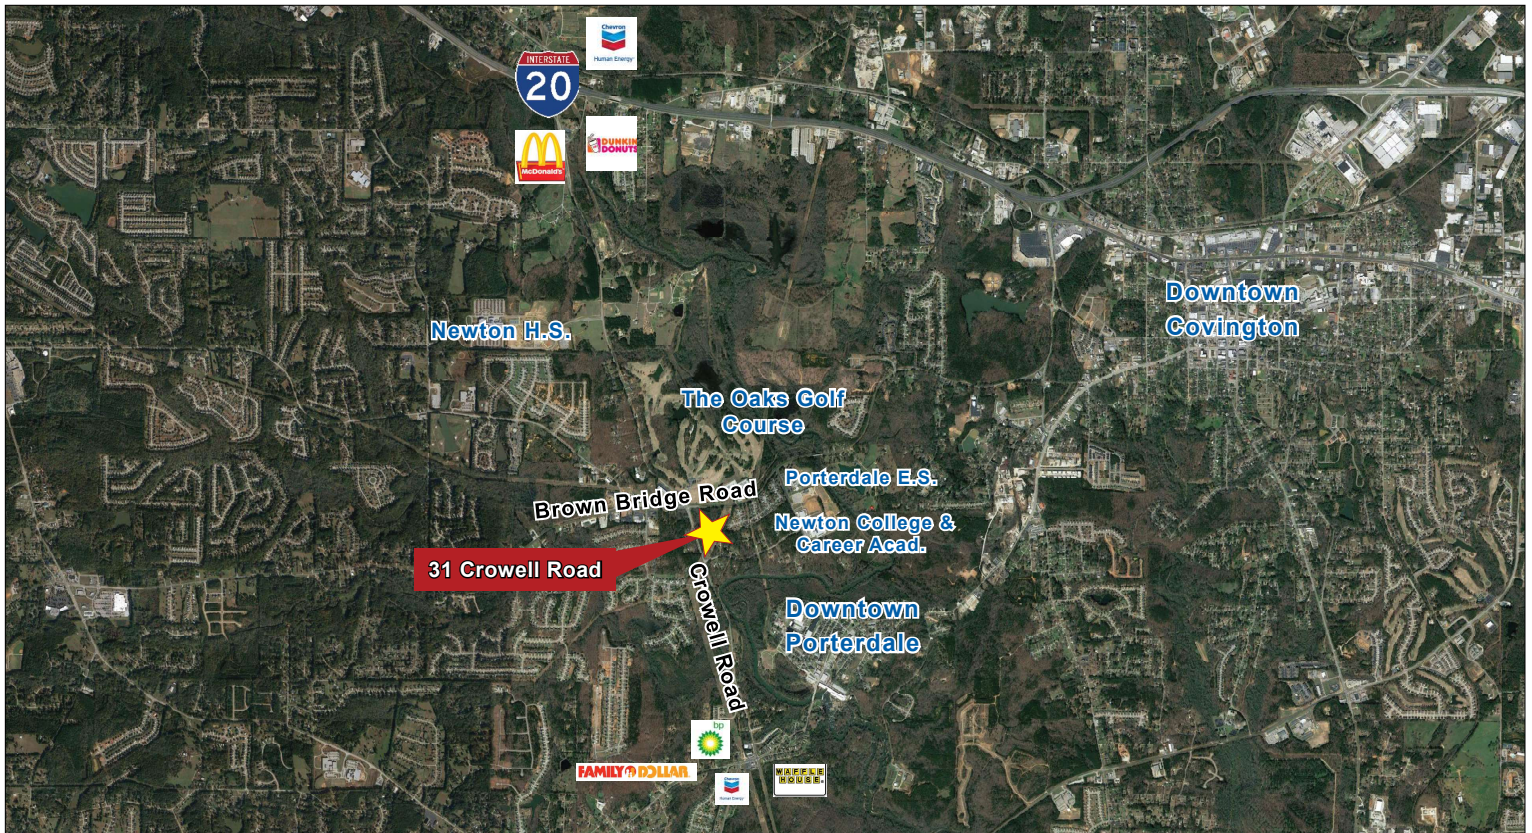 Chevron
Human Energy
INTERSTATE
20
McDonald's
DUNKIN'
DONUTS
Downtown
Covington
Newton H.S.
The Oaks Golf
Course
Porterdale E.S.
Brown Bridge Road
Newton College &
Career Acad.
31 Crowell Road
Crowell Road
Downtown
Porterdale
bp
FAMILY DOLLAR
Chevron
Human Energy
WAFFLE
HOUSE